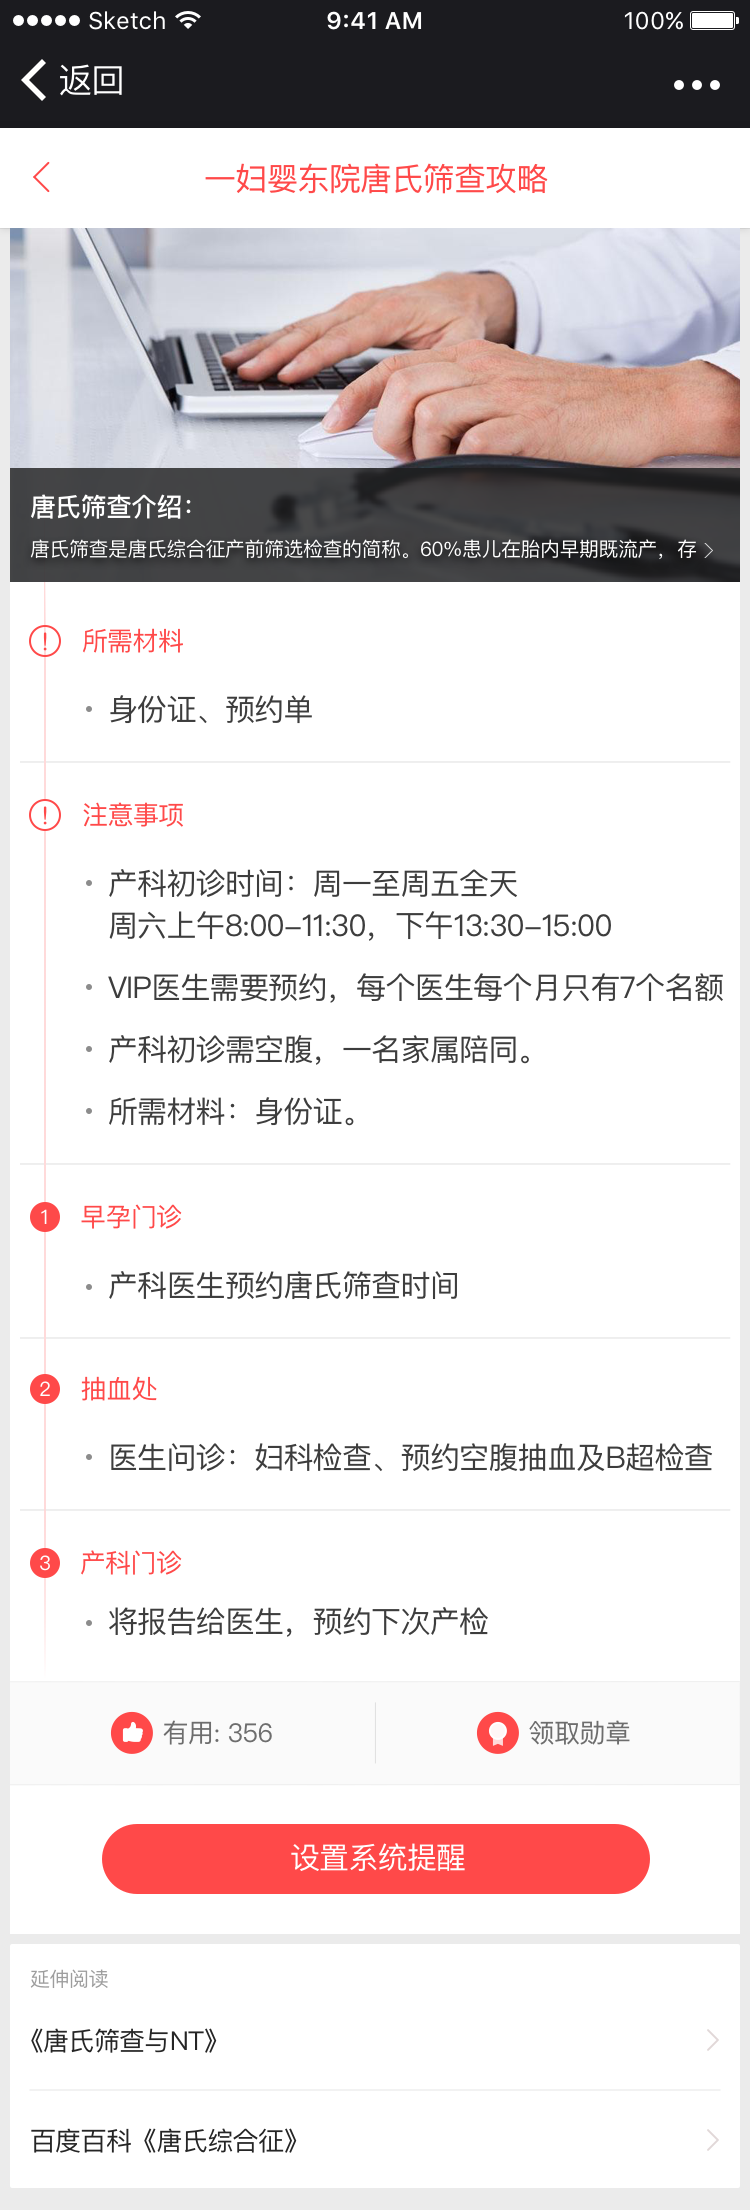 Sketch 9:41 AM 100%
返回
一妇婴东院唐氏筛查攻略
唐氏筛查介绍：
唐氏筛查是唐氏综合征产前筛选检查的简称。60%患儿在胎内早期既流产，存
所需材料
身份证、预约单
注意事项
产科初诊时间：周一至周五全天
周六上午8:00-11:30，下午13:30-15:00
VIP医生需要预约，每个医生每个月只有7个名额
产科初诊需空腹，一名家属陪同。
所需材料：身份证。
1 早孕门诊
产科医生预约唐氏筛查时间
2 抽血处
医生问诊：妇科检查、预约空腹抽血及B超检查
3 产科门诊
将报告给医生，预约下次产检
有用: 356 领取勋章
设置系统提醒
延伸阅读
《唐氏筛查与NT》
百度百科《唐氏综合征》